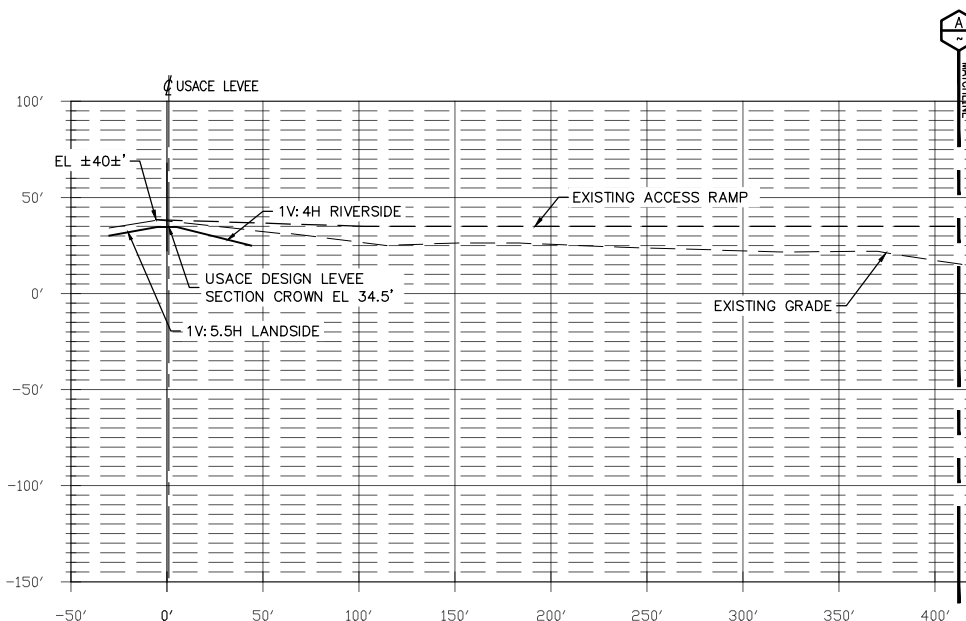 A
~
MATCHLINE
℄ USACE LEVEE
100'
EL ±40±'
50'
EXISTING ACCESS RAMP
1V:4H RIVERSIDE
USACE DESIGN LEVEE
SECTION CROWN EL 34.5'
0'
EXISTING GRADE
1V:5.5H LANDSIDE
-50'
-100'
-150'
-50'
0'
50'
100'
150'
200'
250'
300'
350'
400'